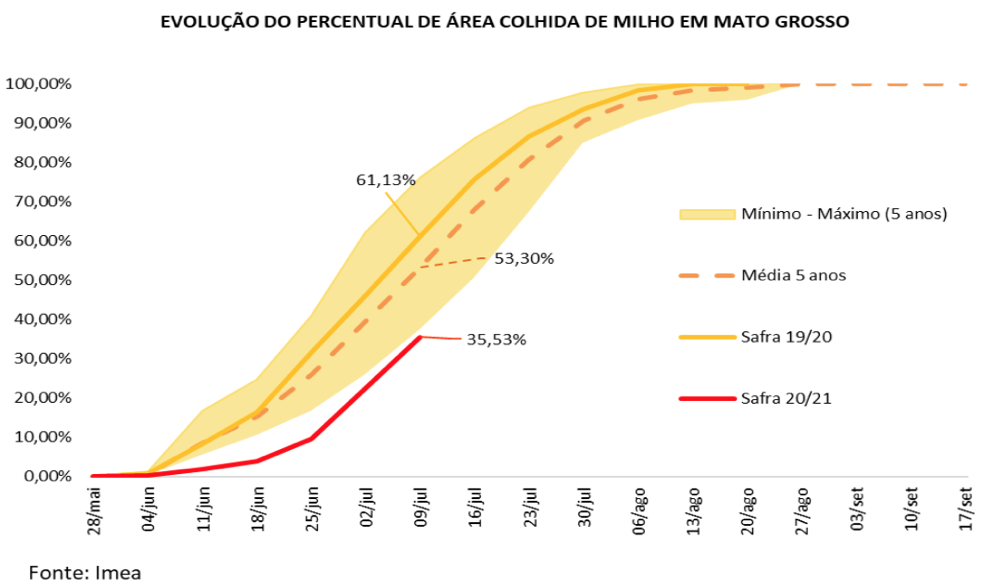 EVOLUÇÃO DO PERCENTUAL DE ÁREA COLHIDA DE MILHO EM MATO GROSSO
100,00%
90,00%
80,00%
70,00%
60,00%
50,00%
40,00%
30,00%
20,00%
10,00%
0,00%
61,13%
53,30%
35,53%
Mínimo - Máximo (5 anos)
Média 5 anos
Safra 19/20
Safra 20/21
28/mai
04/jun
11/jun
18/jun
25/jun
02/jul
09/jul
16/jul
23/jul
30/jul
06/ago
13/ago
20/ago
27/ago
03/set
10/set
17/set
Fonte: Imea